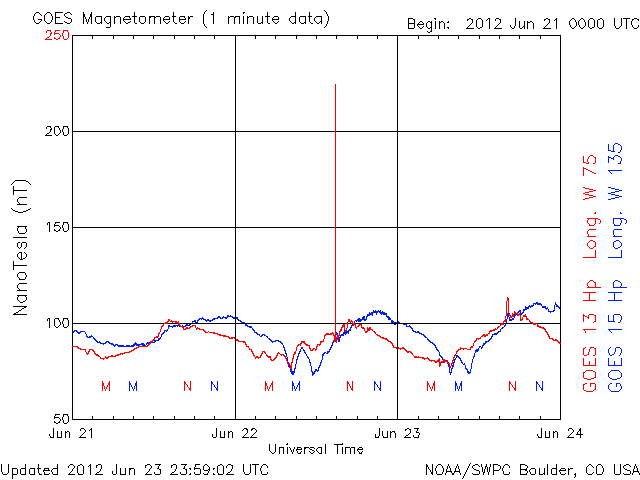 GOES Magnetometer (1 minute data)
Begin: 2012 Jun 21 0000 UTC
250
200
150
100
50
NanoTesla (nT)
M M N N M M N N M M N N
Jun 21 Jun 22 Jun 23 Jun 24
Universal Time
GOES 13 Hp Long. W 75
GOES 15 Hp Long. W 135
Updated 2012 Jun 23 23:59:02 UTC
NOAA/SWPC Boulder, CO USA